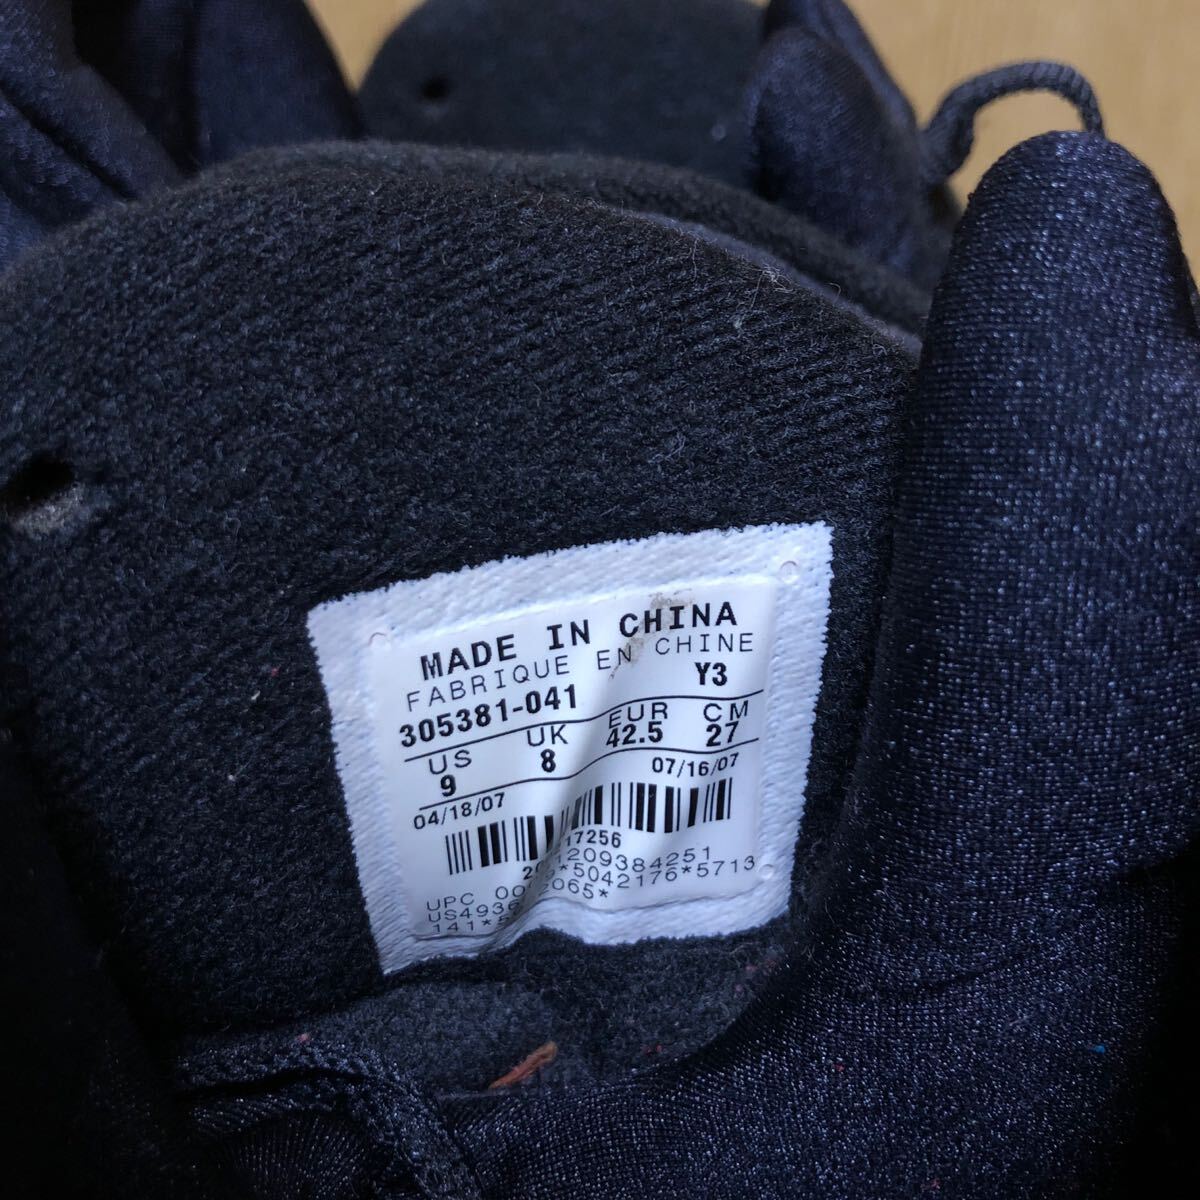 MADE IN CHINA
FABRIQUE EN CHINE
305381-041 Y3
US UK EUR CM
9 8 42.5 27
04/18/07 07/16/07
UPC